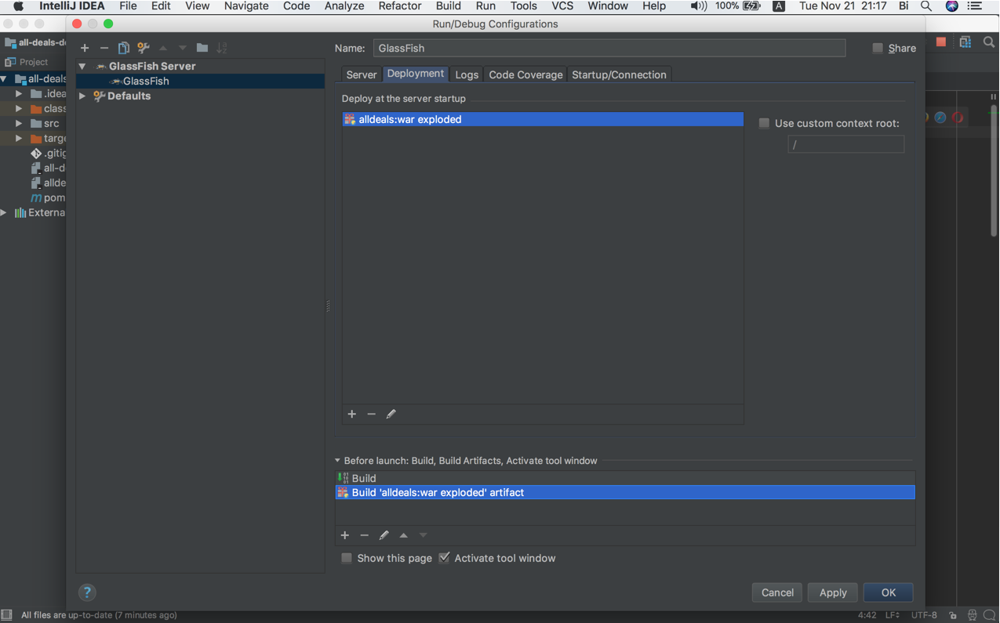 IntelliJ IDEA File Edit View Navigate Code Analyze Refactor Build Run Tools VCS Window Help 100% A Tue Nov 21 21:17 Bi
Run/Debug Configurations
all-deals-de
Project
all-deals
.idea
class
src
targe
.gitig
all-d
allde
pom
Externa
GlassFish Server
GlassFish
Defaults
Name: GlassFish Share
Server Deployment Logs Code Coverage Startup/Connection
Deploy at the server startup
alldeals:war exploded
Use custom context root:
/
Before launch: Build, Build Artifacts, Activate tool window
Build
Build 'alldeals:war exploded' artifact
Show this page Activate tool window
? Cancel Apply OK
All files are up-to-date (7 minutes ago) 4:42 LF UTF-8